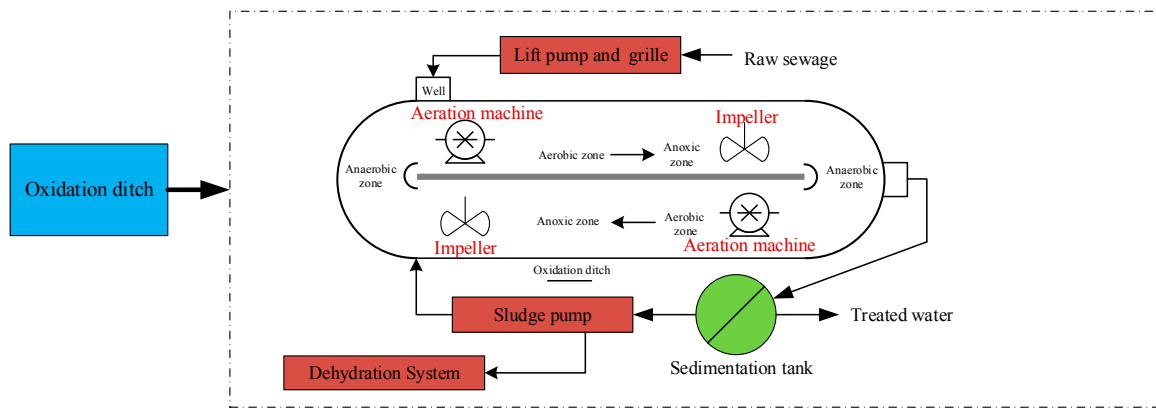 Lift pump and grille
Raw sewage
Well
Aeration machine
Impeller
Aerobic zone
Anoxic
zone
Anaerobic
zone
Anaerobic
zone
Oxidation ditch
Anoxic zone
Aerobic
zone
Impeller
Aeration machine
Oxidation ditch
Sludge pump
Treated water
Sedimentation tank
Dehydration System